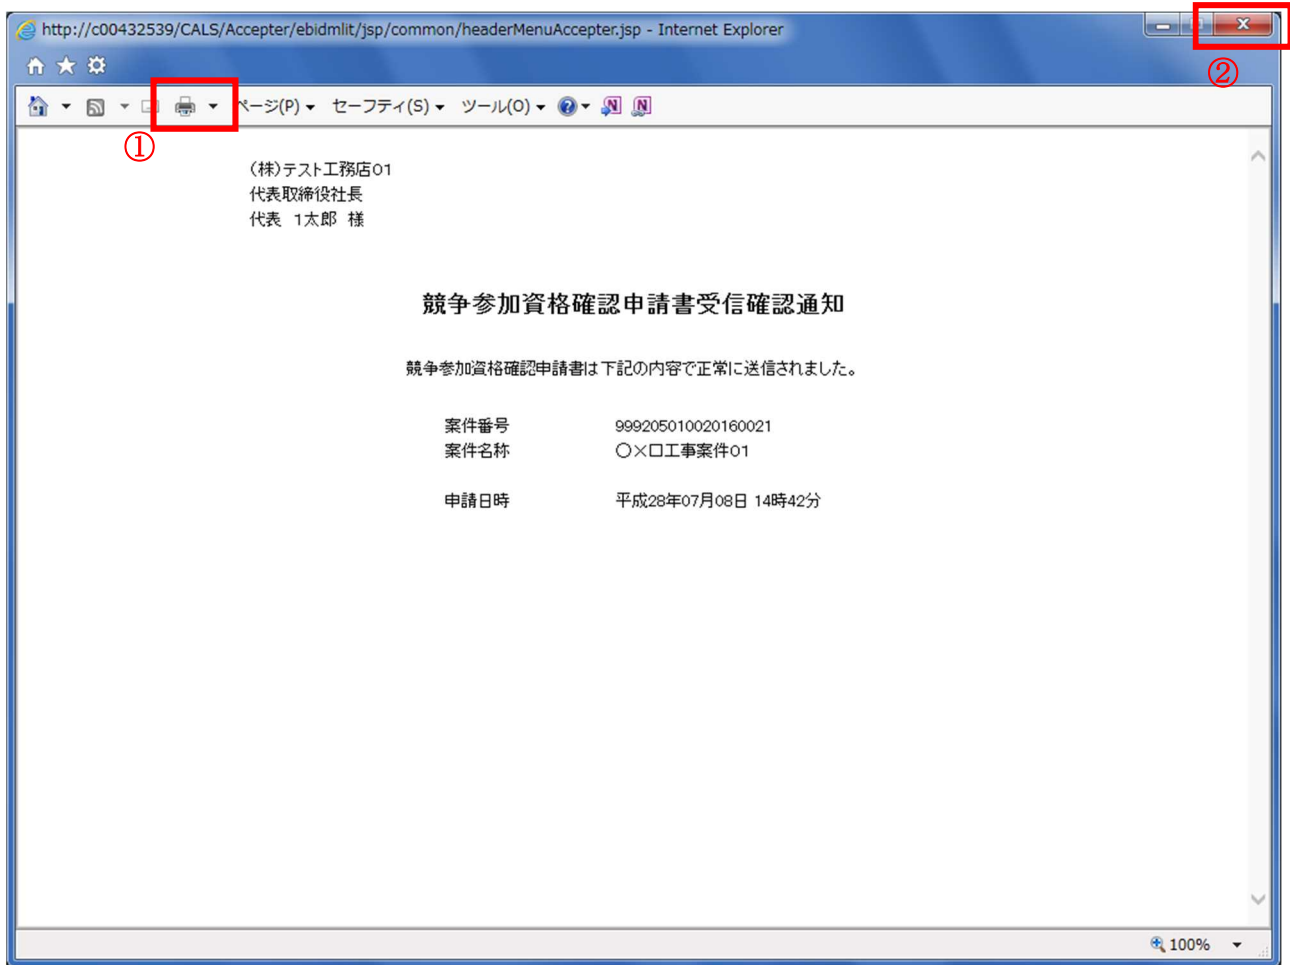 http://c00432539/CALS/Accepter/ebidmlit/jsp/common/headerMenuAccepter.jsp - Internet Explorer
②
ページ(P) セーフティ(S) ツール(O)
①
(株)テスト工務店01
代表取締役社長
代表 1太郎 様
競争参加資格確認申請書受信確認通知
競争参加資格確認申請書は下記の内容で正常に送信されました。
案件番号 999205010020160021
案件名称 ○×□工事案件01
申請日時 平成28年07月08日 14時42分
100%